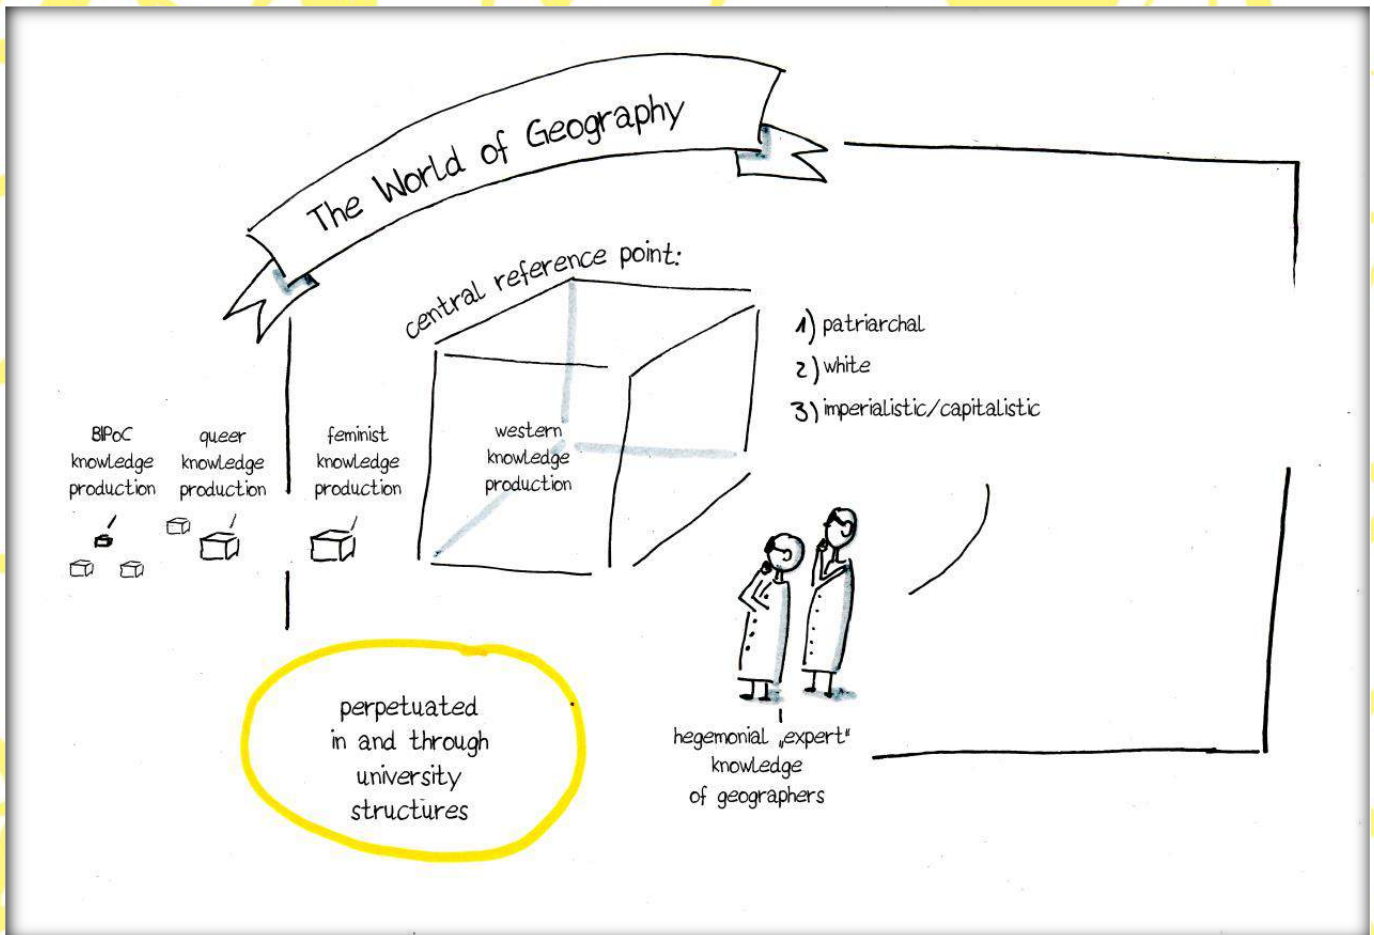 The World of Geography
central reference point:
1) patriarchal
2) white
3) imperialistic/capitalistic
BIPoC
knowledge
production
queer
knowledge
production
feminist
knowledge
production
western
knowledge
production
perpetuated
in and through
university
structures
hegemonial „expert“
knowledge
of geographers